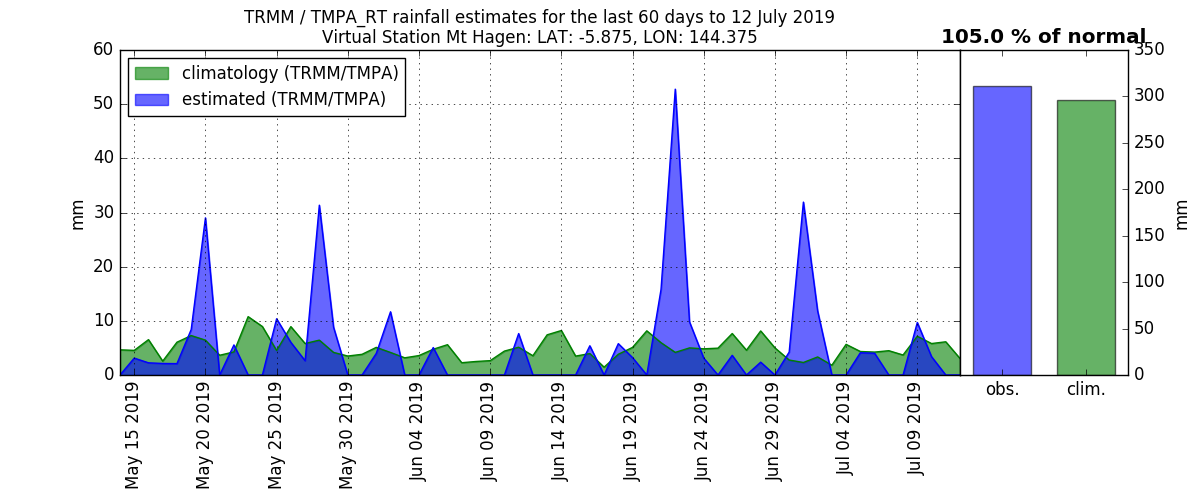 TRMM / TMPA_RT rainfall estimates for the last 60 days to 12 July 2019
Virtual Station Mt Hagen: LAT: -5.875, LON: 144.375
105.0 % of normal
climatology (TRMM/TMPA)
estimated (TRMM/TMPA)
60
50
40
30
20
10
0
mm
350
300
250
200
150
100
50
0
mm
obs.
clim.
May 15 2019
May 20 2019
May 25 2019
May 30 2019
Jun 04 2019
Jun 09 2019
Jun 14 2019
Jun 19 2019
Jun 24 2019
Jun 29 2019
Jul 04 2019
Jul 09 2019